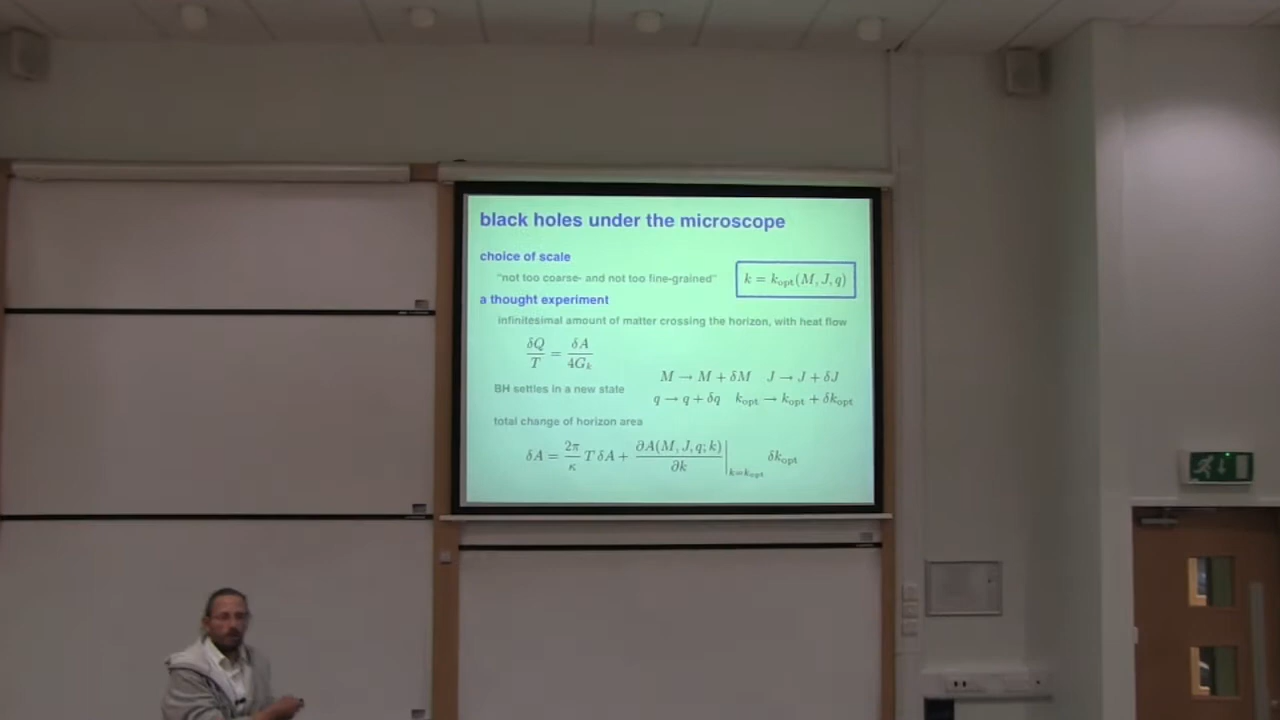 black holes under the microscope
choice of scale
"not too coarse- and not too fine-grained" k = k_opt(M, J, q)
a thought experiment
infinitesimal amount of matter crossing the horizon, with heat flow
δQ/T = δA/4G_k
M → M + δM J → J + δJ
BH settles in a new state
q → q + δq k_opt → k_opt + δk_opt
total change of horizon area
δA = 2π/κ T δA + ∂A(M, J, q; k)/∂k |_{k=k_opt} δk_opt